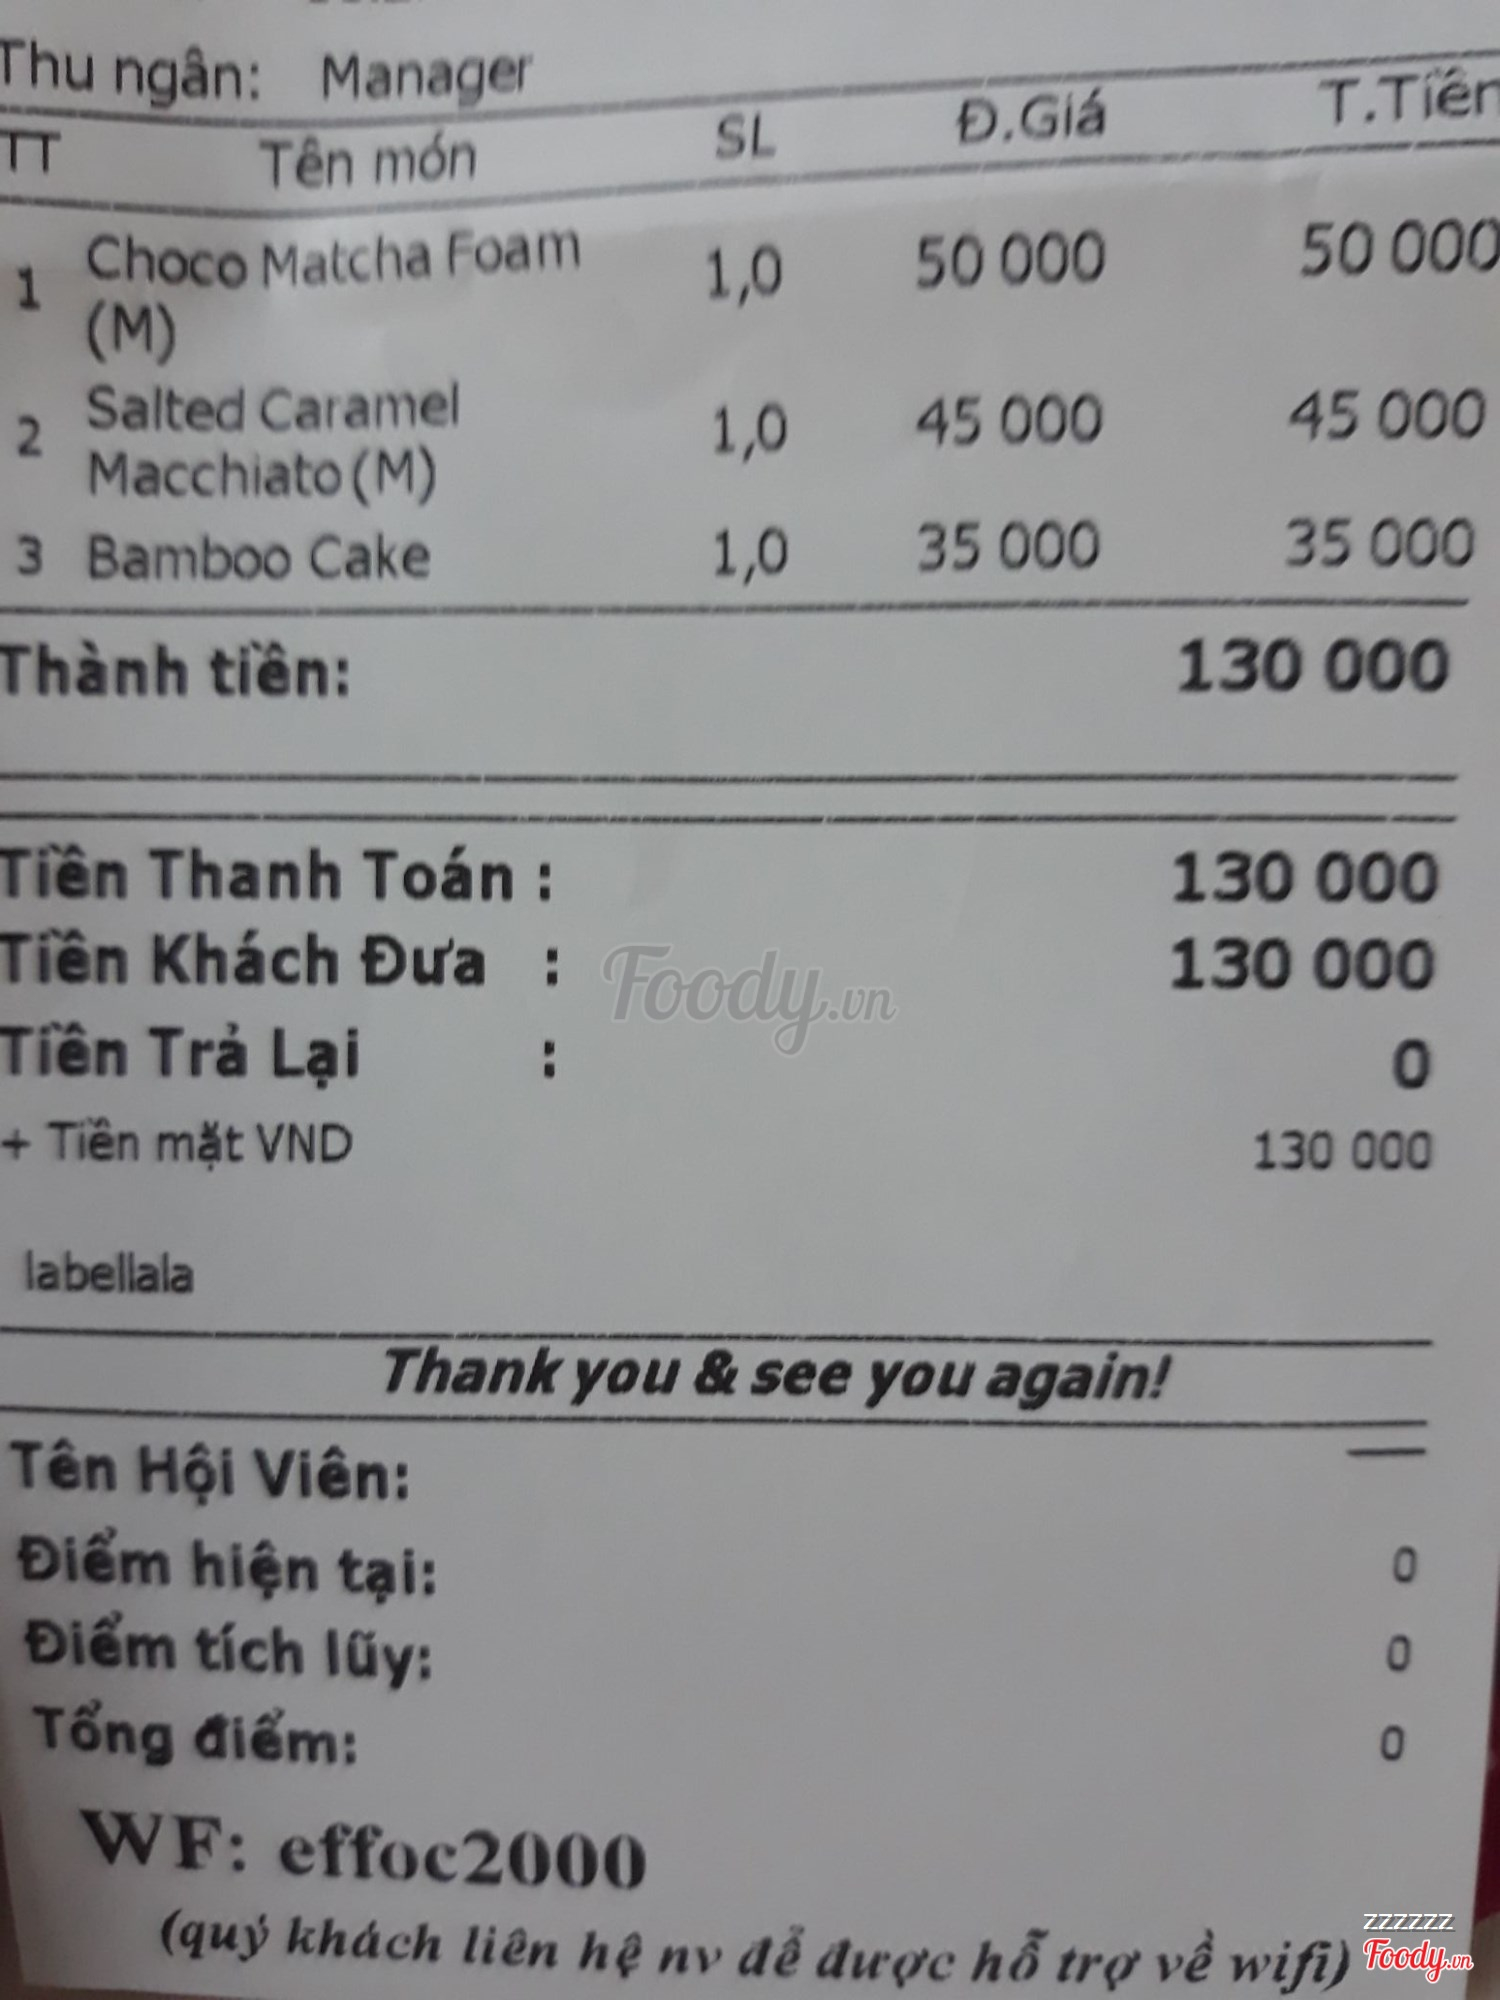 Thu ngân: Manager
TT Tên món SL Đ.Giá T.Tiền
1 Choco Matcha Foam (M) 1,0 50 000 50 000
2 Salted Caramel Macchiato (M) 1,0 45 000 45 000
3 Bamboo Cake 1,0 35 000 35 000
Thành tiền: 130 000
Tiền Thanh Toán : 130 000
Tiền Khách Đưa : 130 000
Foody.vn
Tiền Trả Lại : 0
+ Tiền mặt VND 130 000
labellala
Thank you & see you again!
Tên Hội Viên:
Điểm hiện tại: 0
Điểm tích lũy: 0
Tổng điểm: 0
WF: effoc2000
(quý khách liên hệ nv để được hỗ trợ về wifi)
zzzzzzz
Foody.vn